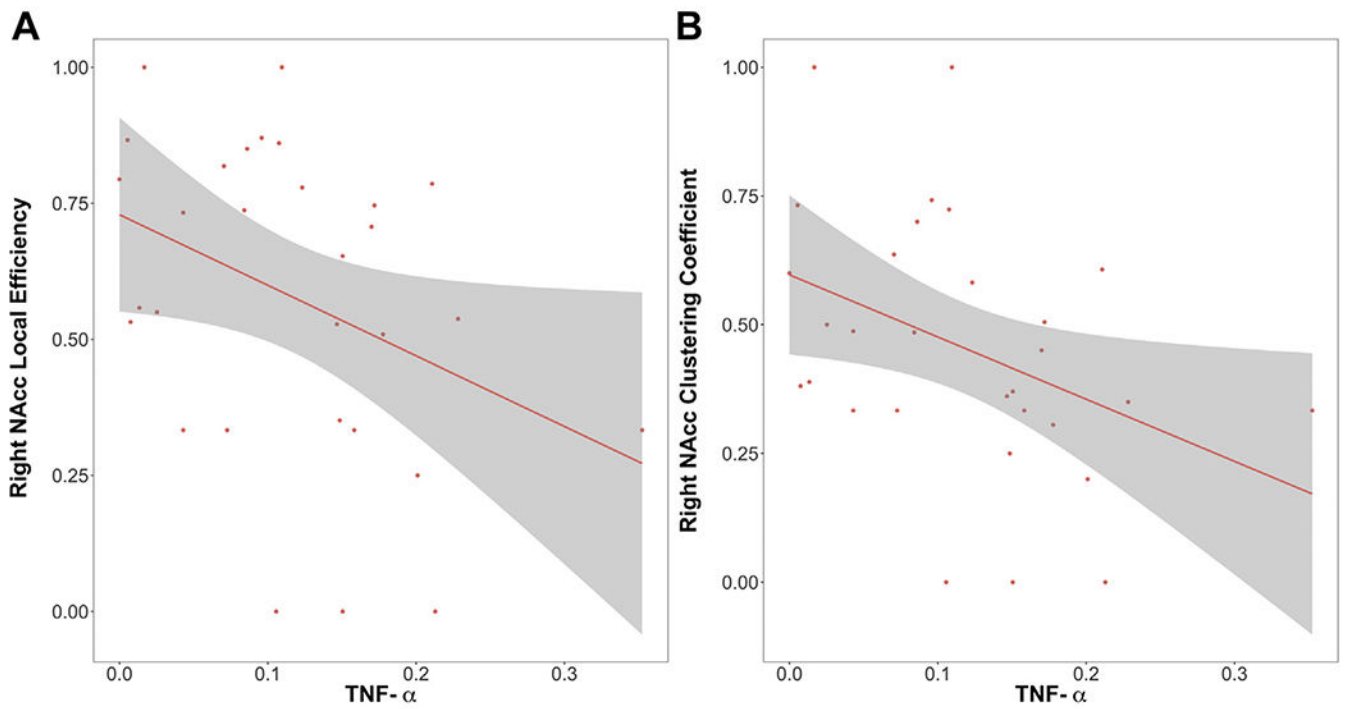 A
B
Right NAcc Local Efficiency
1.00
0.75
0.50
0.25
0.00
0.0 0.1 0.2 0.3
TNF- α
Right NAcc Clustering Coefficient
1.00
0.75
0.50
0.25
0.00
0.0 0.1 0.2 0.3
TNF- α